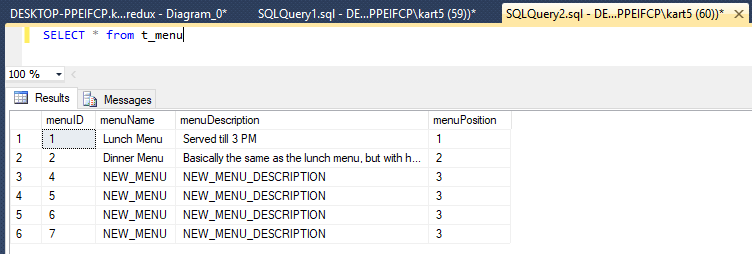 DESKTOP-PPEIFCP.k...redux - Diagram_0* SQLQuery1.sql - DE...PPEIFCP\kart5 (59))* SQLQuery2.sql - DE...PPEIFCP\kart5 (60))*
SELECT * from t_menu
100 %
Results Messages
menuID menuName menuDescription menuPosition
1 1 Lunch Menu Served till 3 PM 1
2 2 Dinner Menu Basically the same as the lunch menu, but with h... 2
3 4 NEW_MENU NEW_MENU_DESCRIPTION 3
4 5 NEW_MENU NEW_MENU_DESCRIPTION 3
5 6 NEW_MENU NEW_MENU_DESCRIPTION 3
6 7 NEW_MENU NEW_MENU_DESCRIPTION 3